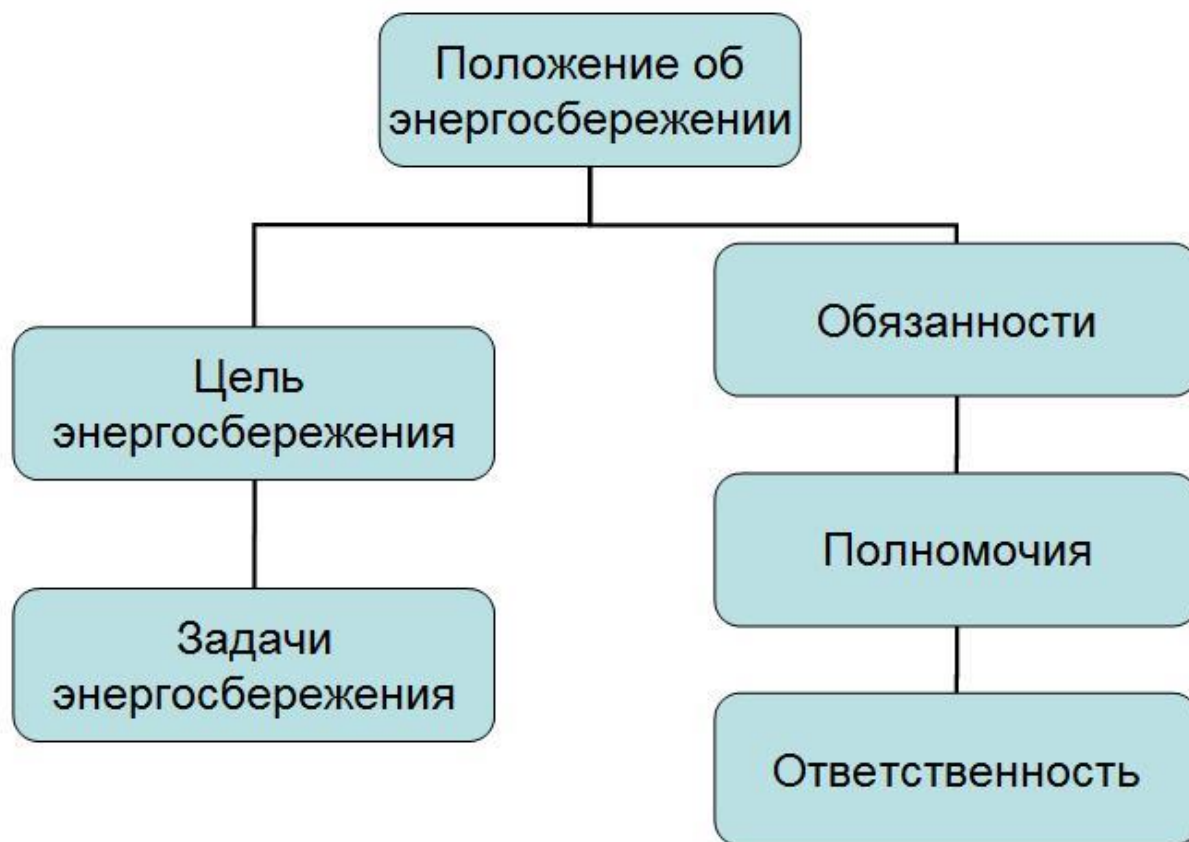 Положение об
энергосбережении
Цель
энергосбережения
Задачи
энергосбережения
Обязанности
Полномочия
Ответственность